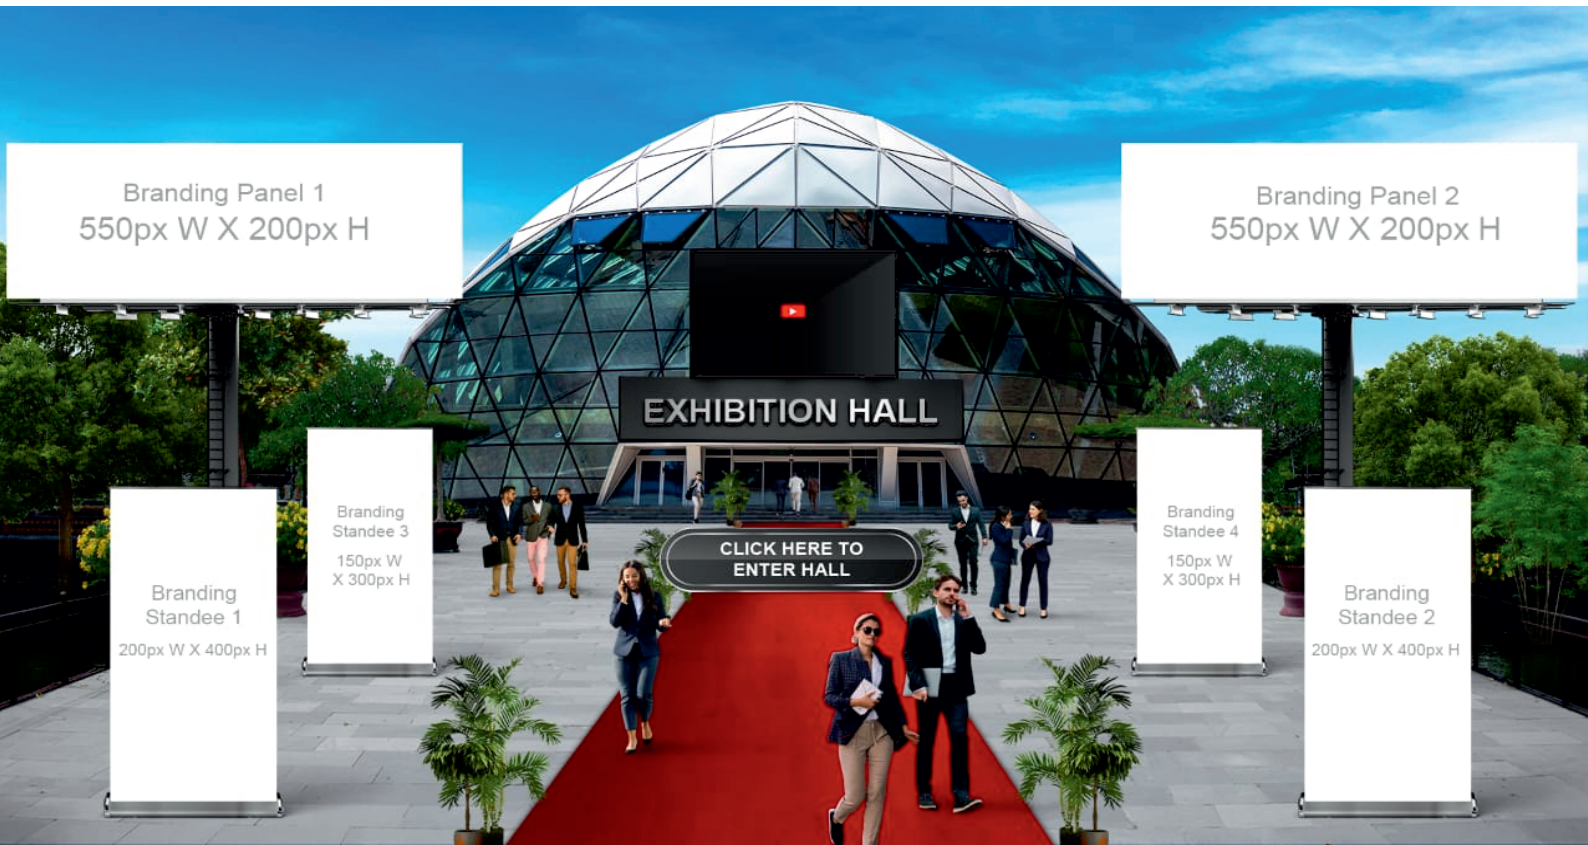 Branding Panel 1
550px W X 200px H
Branding Panel 2
550px W X 200px H
EXHIBITION HALL
Branding
Standee 3
150px W
X 300px H
Branding
Standee 4
150px W
X 300px H
CLICK HERE TO
ENTER HALL
Branding
Standee 1
200px W X 400px H
Branding
Standee 2
200px W X 400px H